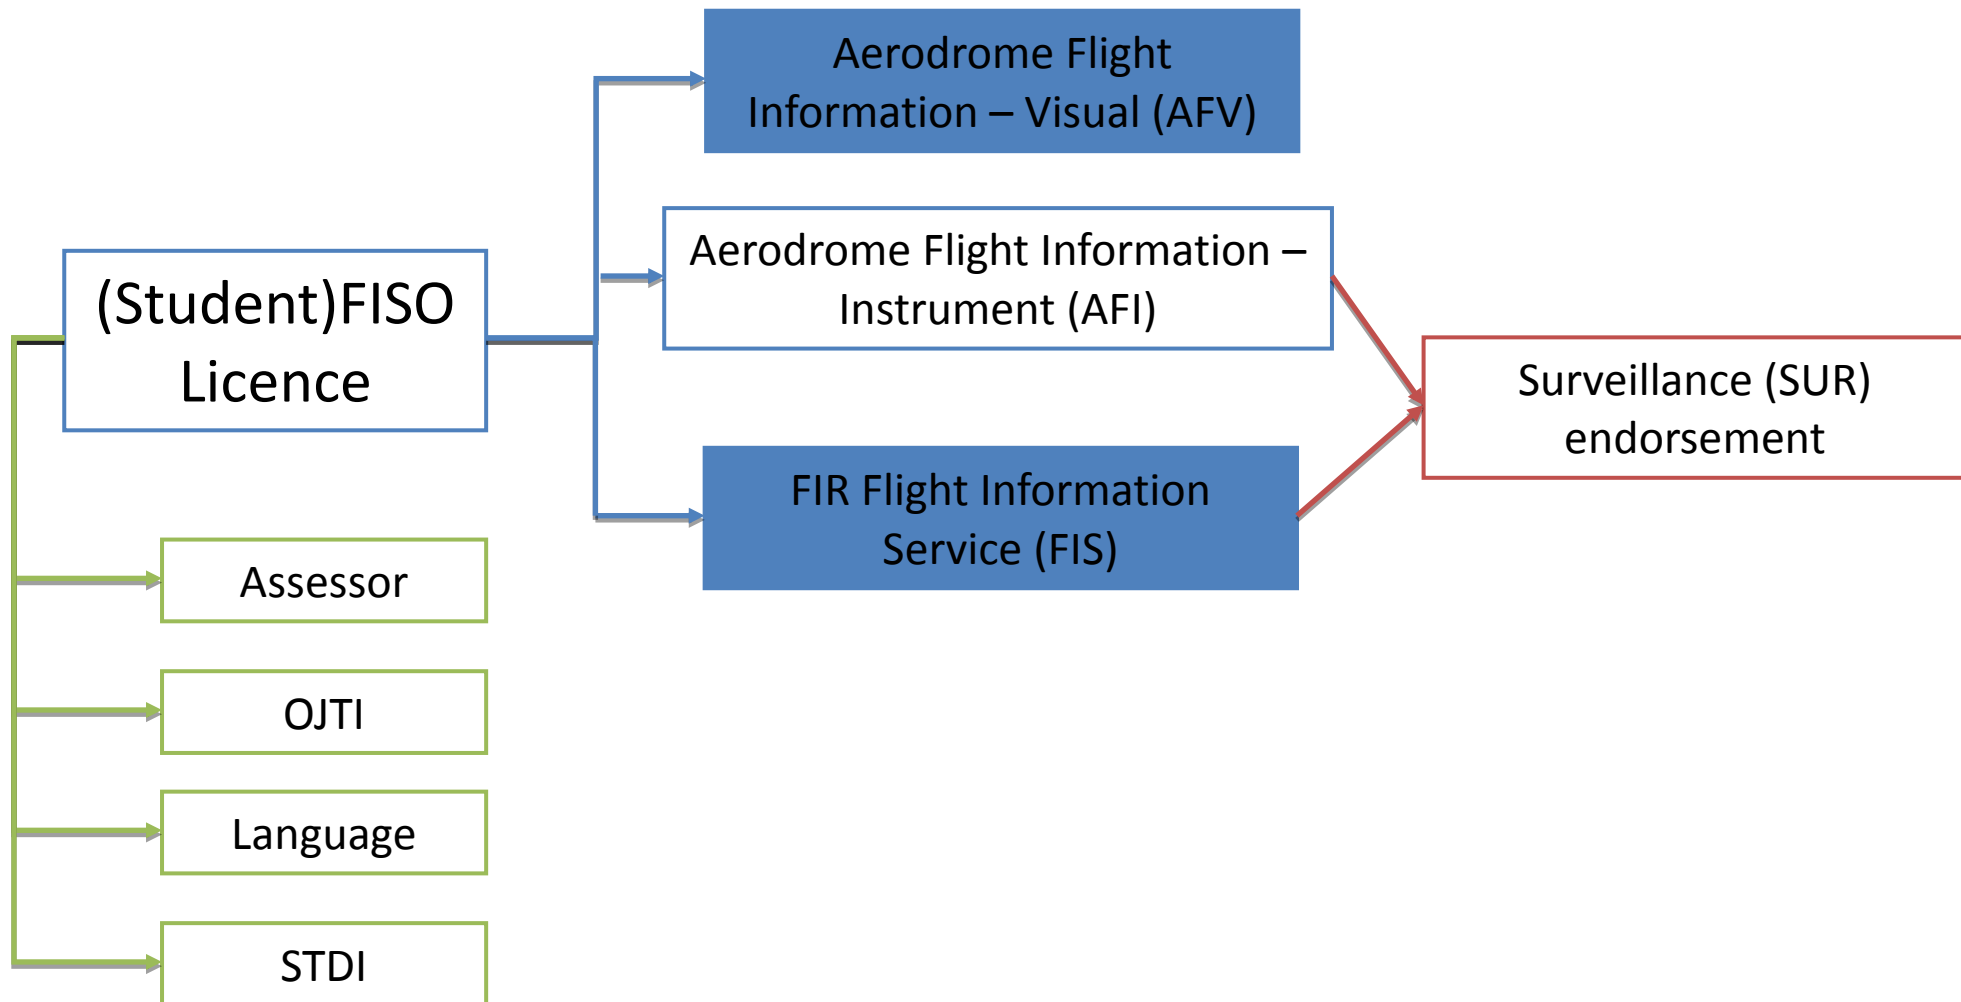 Aerodrome Flight
Information – Visual (AFV)
Aerodrome Flight Information –
Instrument (AFI)
(Student)FISO
Licence
Surveillance (SUR)
endorsement
FIR Flight Information
Service (FIS)
Assessor
OJTI
Language
STDI